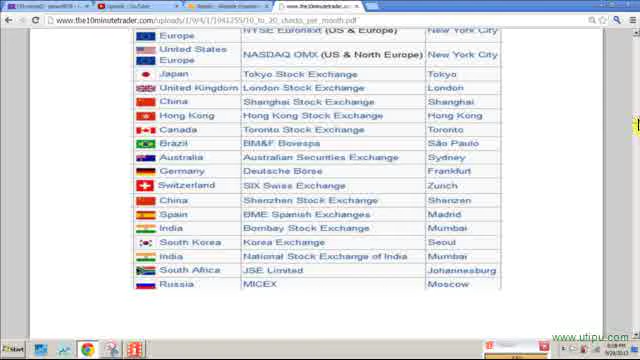 www.the10minutetrader.com/uploads/1/9/4/1/1941255/10_to_20_chacks_per_month.pdf
NYSE Euronext (US & Europe) New York City
Europe
United States
Europe NASDAQ OMX (US & North Europe) New York City
Japan Tokyo Stock Exchange Tokyo
United Kingdom London Stock Exchange London
China Shanghai Stock Exchange Shanghai
Hong Kong Hong Kong Stock Exchange Hong Kong
Canada Toronto Stock Exchange Toronto
Brazil BM&F Bovespa São Paulo
Australia Australian Securities Exchange Sydney
Germany Deutsche Börse Frankfurt
Switzerland SIX Swiss Exchange Zurich
China Shenzhen Stock Exchange Shenzen
Spain BME Spanish Exchanges Madrid
India Bombay Stock Exchange Mumbai
South Korea Korea Exchange Seoul
India National Stock Exchange of India Mumbai
South Africa JSE Limited Johannesburg
Russia MICEX Moscow
www.utipu.com
Start